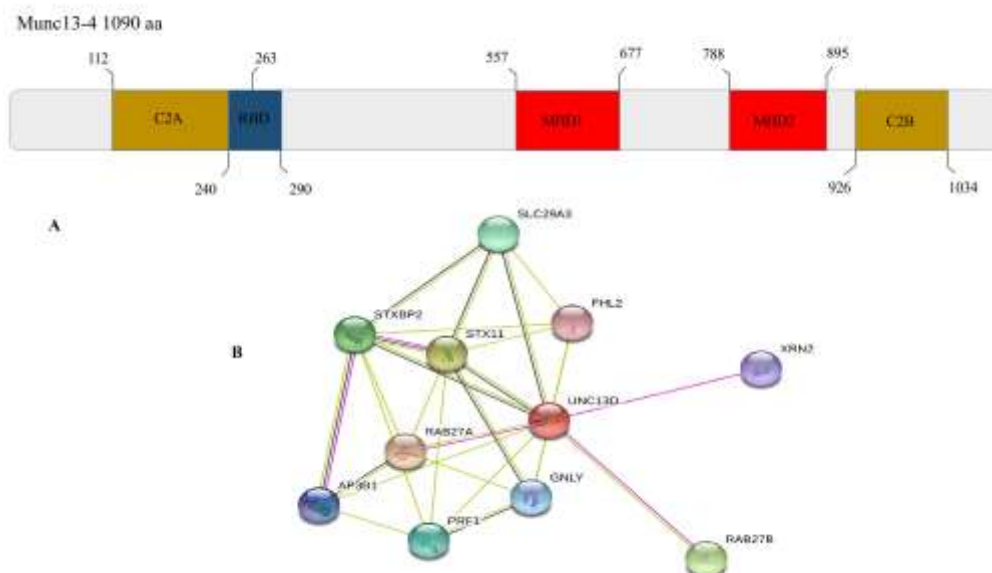 Munc13-4 1090 aa
112 263 557 677 788 895
C2A RBD MHD1 MHD2 C2B
240 290 926 1034
A
SLC29A3
FHL2
STXBP2
STX11
B
XRN2
UNC13D
RAB27A
AP3B1
GNLY
PRF1
RAB27B